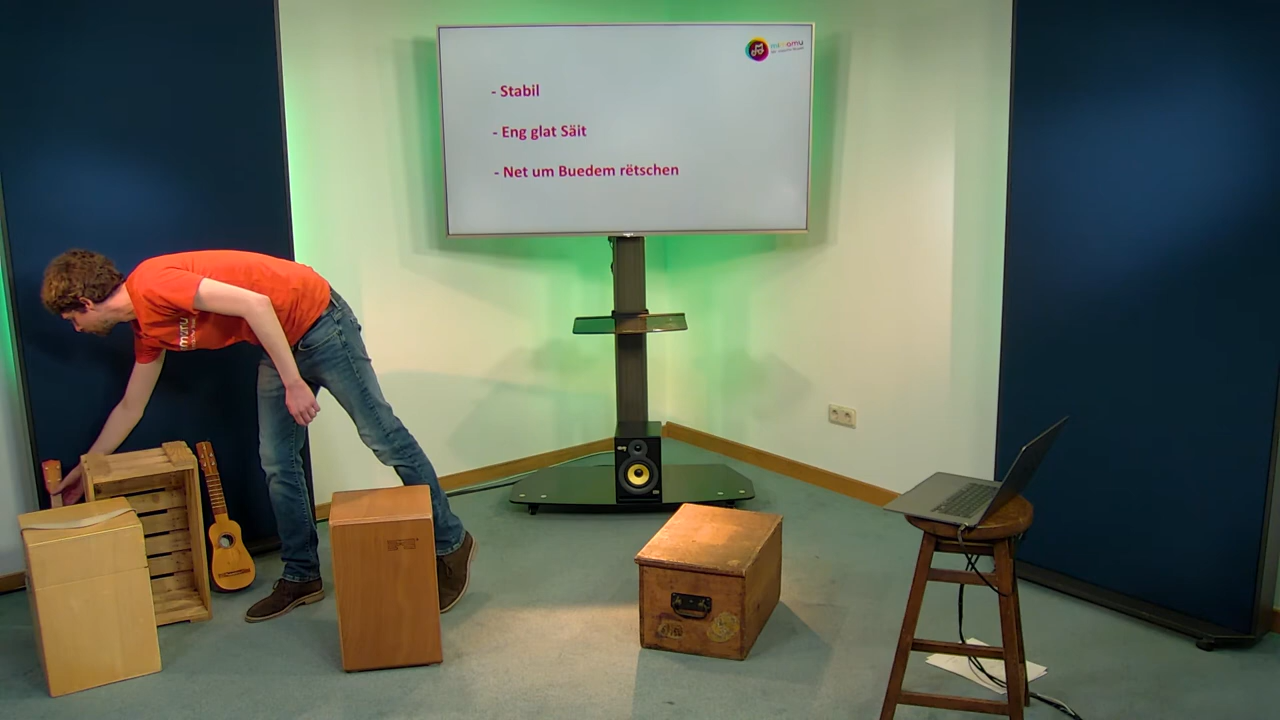 - Stabil
- Eng glat Säit
- Net um Buedem rëtschen